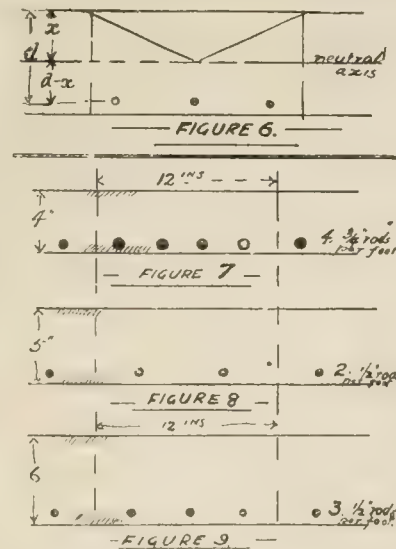 x
d
d-x
neutral
axis
FIGURE 6.
12 INS
4"
4. 3/4" rods
per foot
FIGURE 7
5"
2. 1/2" rods
per foot
FIGURE 8
12 INS
6
3. 1/2" rods
per foot.
FIGURE 9